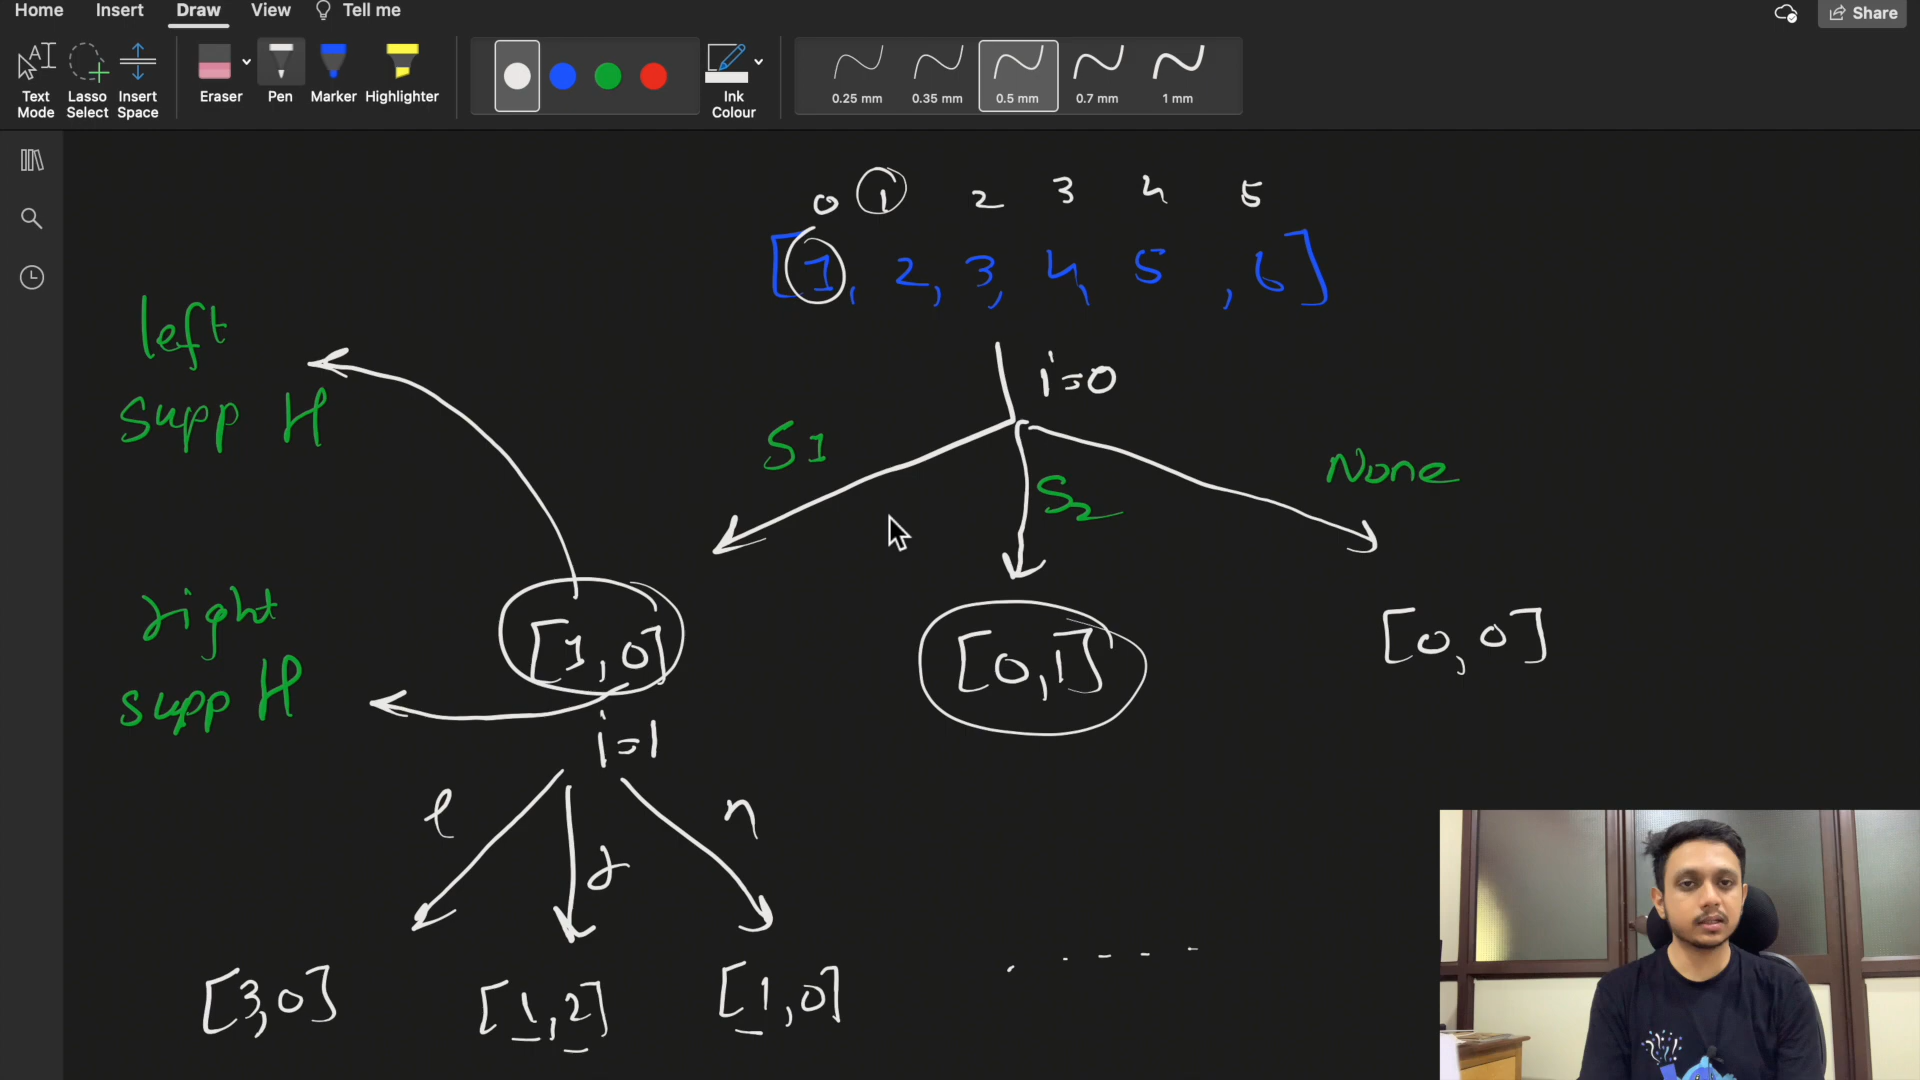 Home Insert Draw View Tell me Share
Text Mode Lasso Select Insert Space Eraser Pen Marker Highlighter Ink Colour 0.25 mm 0.35 mm 0.5 mm 0.7 mm 1 mm
0 1 2 3 4 5
[1, 2, 3, 4, 5 , 6]
i=0
left
supp H
S1 S2 None
right
supp H
[1,0] [0,1] [0,0]
i=1
l r n
[3,0] [1,2] [1,0] . . - - -